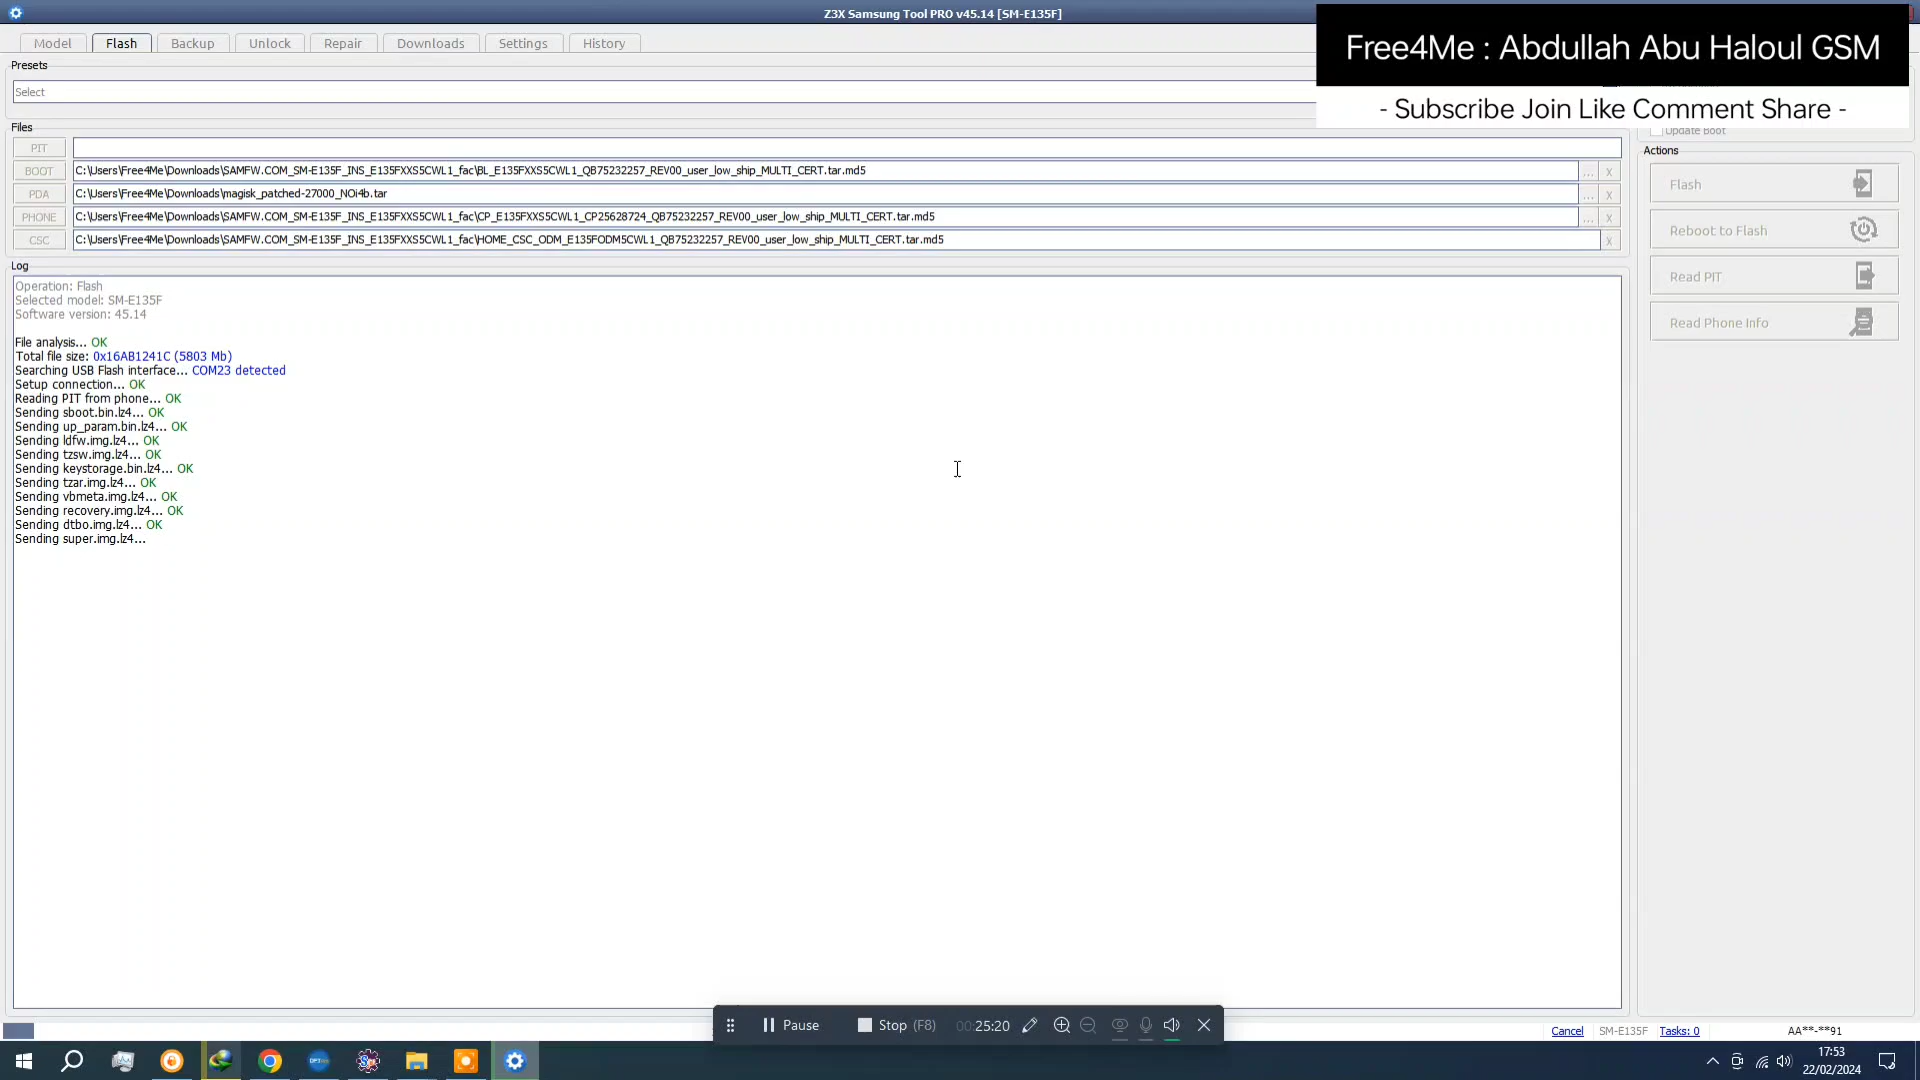 Z3X Samsung Tool PRO v45.14 [SM-E135F]
Free4Me : Abdullah Abu Haloul GSM
- Subscribe Join Like Comment Share -
Model Flash Backup Unlock Repair Downloads Settings History
Presets
Select
Update Boot
Files
PIT
BOOT C:\Users\Free4Me\Downloads\SAMFW.COM_SM-E135F_INS_E135FXXS5CWL1_fac\BL_E135FXXS5CWL1_QB75232257_REV00_user_low_ship_MULTI_CERT.tar.md5 ... X
PDA C:\Users\Free4Me\Downloads\magisk_patched-27000_NOi4b.tar ... X
PHONE C:\Users\Free4Me\Downloads\SAMFW.COM_SM-E135F_INS_E135FXXS5CWL1_fac\CP_E135FXXS5CWL1_CP25628724_QB75232257_REV00_user_low_ship_MULTI_CERT.tar.md5 ... X
CSC C:\Users\Free4Me\Downloads\SAMFW.COM_SM-E135F_INS_E135FXXS5CWL1_fac\HOME_CSC_ODM_E135FODM5CWL1_QB75232257_REV00_user_low_ship_MULTI_CERT.tar.md5 X
Actions
Flash
Reboot to Flash
Read PIT
Read Phone Info
Log
Operation: Flash
Selected model: SM-E135F
Software version: 45.14
File analysis... OK
Total file size: 0x16AB1241C (5803 Mb)
Searching USB Flash interface... COM23 detected
Setup connection... OK
Reading PIT from phone... OK
Sending sboot.bin.lz4... OK
Sending up_param.bin.lz4... OK
Sending ldfw.img.lz4... OK
Sending tzsw.img.lz4... OK
Sending keystorage.bin.lz4... OK
Sending tzar.img.lz4... OK
Sending vbmeta.img.lz4... OK
Sending recovery.img.lz4... OK
Sending dtbo.img.lz4... OK
Sending super.img.lz4...
Pause Stop (F8) 00:25:20
Cancel SM-E135F Tasks: 0 AA**-**91
17:53
22/02/2024